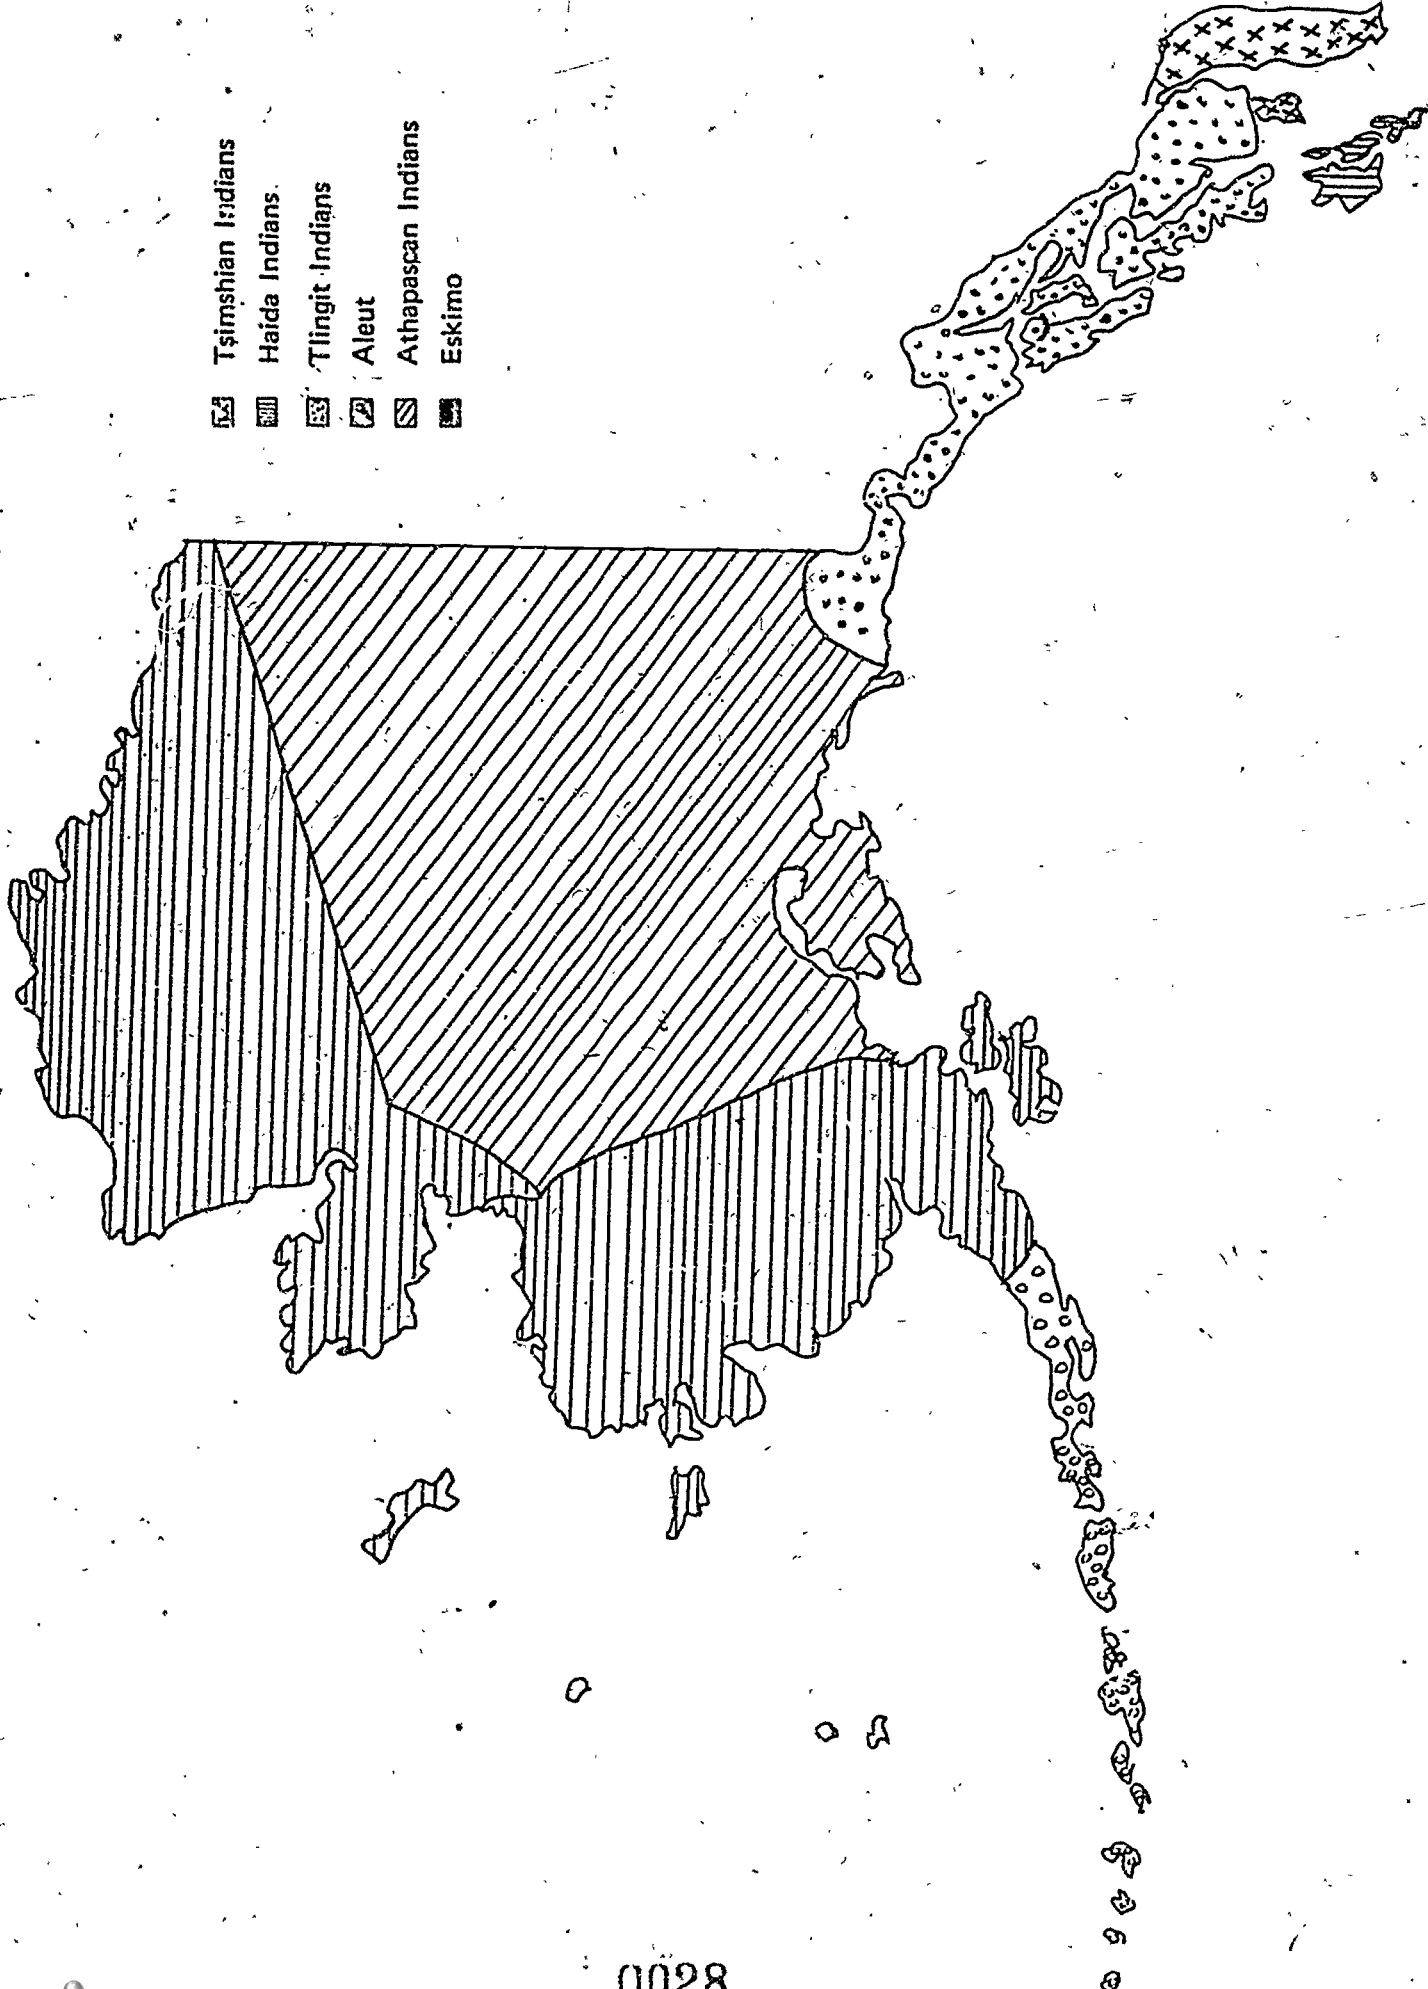 Tsimshian Indians
Haida Indians
Tlingit Indians
Aleut
Athapascan Indians
Eskimo
0028